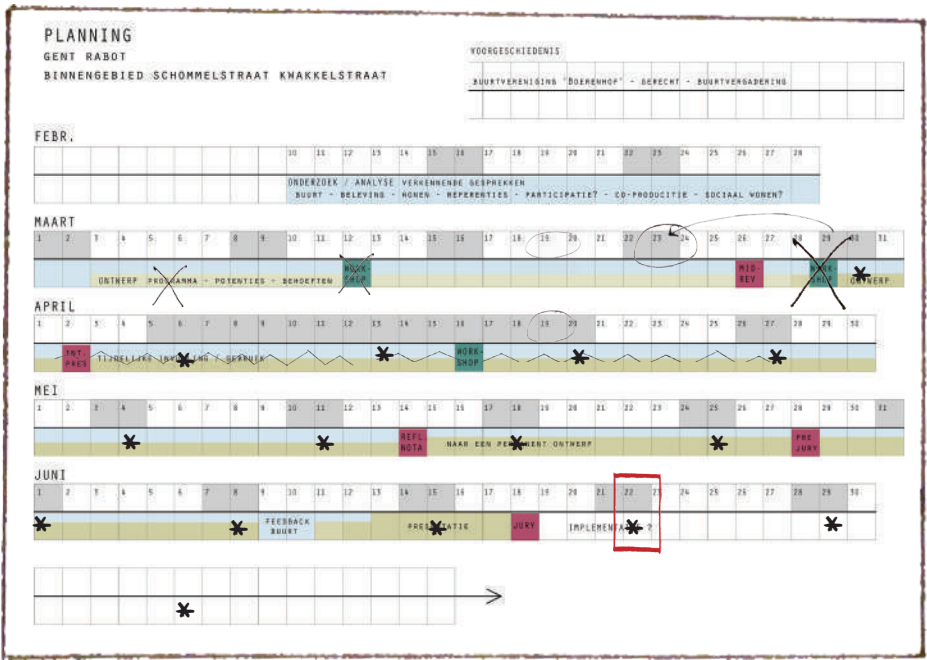 PLANNING
GENT RABOT
BINNENGEBIED SCHOMMELSTRAAT KWAKKELSTRAAT
VOORGESCHIEDENIS
BUURTVERENIGING "BOERENHOF" - GERECHT - BUURTVERGADERING
FEBR.
10 11 12 13 14 15 16 17 18 19 20 21 22 23 24 25 26 27 28
ONDERZOEK / ANALYSE VERKENNENDE GESPREKKEN
BUURT - BELEVING - WONEN - REFERENTIES - PARTICIPATIE? - CO-PRODUCTIE - SOCIAAL WONEN?
MAART
1 2 3 4 5 6 7 8 9 10 11 12 13 14 15 16 17 18 19 20 21 22 23 24 25 26 27 28 29 30 31
ONTWERP PROGRAMMA - POTENTIES - BEHOEFTEN
WORK-
SHOP
MID-
REV
WORK-
SHOP
ONTWERP
APRIL
1 2 3 4 5 6 7 8 9 10 11 12 13 14 15 16 17 18 19 20 21 22 23 24 25 26 27 28 29 30
INT.
PRES
TIJDELIJKE INVULLING / GEBRUIK
WORK-
SHOP
MEI
1 2 3 4 5 6 7 8 9 10 11 12 13 14 15 16 17 18 19 20 21 22 23 24 25 26 27 28 29 30 31
REFL.
NOTA
NAAR EEN PERMANENT ONTWERP
PRE
JURY
JUNI
1 2 3 4 5 6 7 8 9 10 11 12 13 14 15 16 17 18 19 20 21 22 23 24 25 26 27 28 29 30
FEEDBACK
BUURT
PRESENTATIE
JURY
IMPLEMENTATIE ?